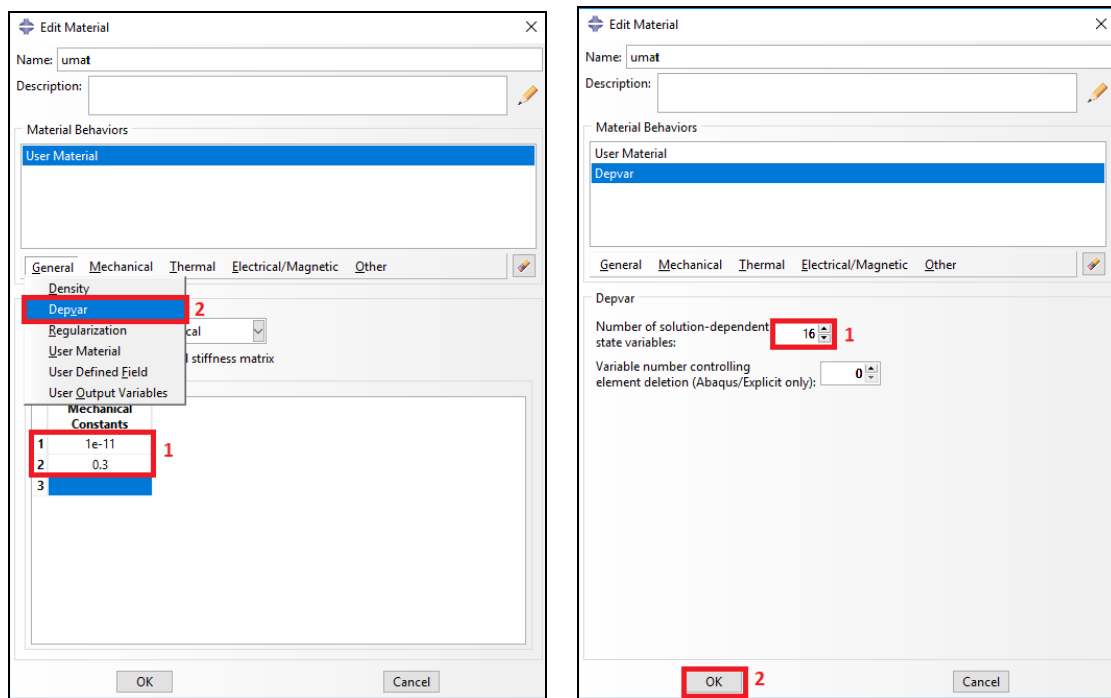 Edit Material
Name: umat
Description:
Material Behaviors
User Material
General Mechanical Thermal Electrical/Magnetic Other
Density
Depvar 2
Regularization
User Material
User Defined Field
User Output Variables
cal
l stiffness matrix
Mechanical
Constants
1 1e-11
2 0.3
1
3
OK Cancel
Edit Material
Name: umat
Description:
Material Behaviors
User Material
Depvar
General Mechanical Thermal Electrical/Magnetic Other
Depvar
Number of solution-dependent
state variables: 16 1
Variable number controlling
element deletion (Abaqus/Explicit only): 0
OK 2 Cancel